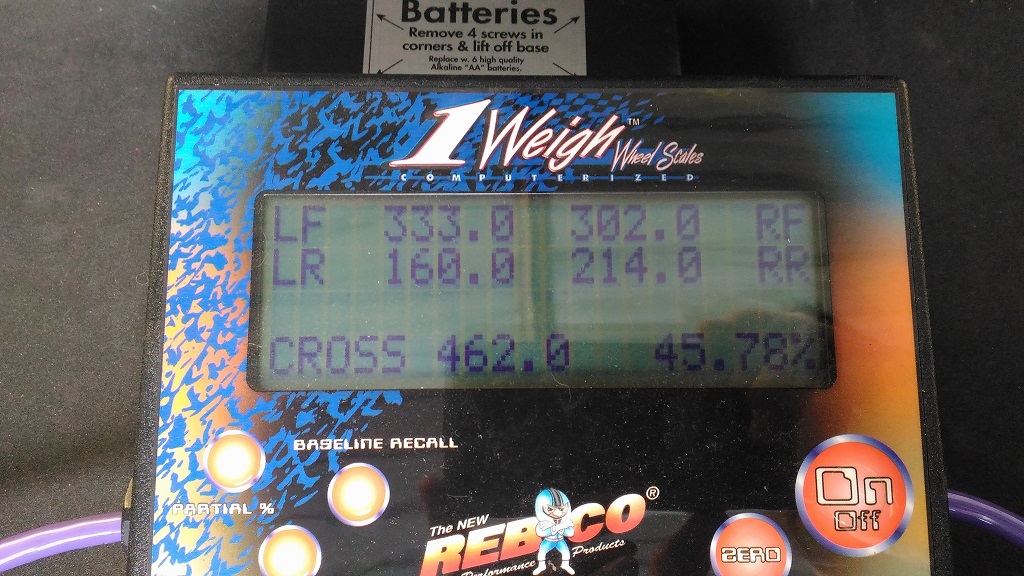 Batteries
Remove 4 screws in
corners & lift off base
Replace w. 6 high quality
Alkaline "AA" batteries.
1 Weigh™ Wheel Scales
COMPUTERIZED
LF 333.0 302.0 RF
LR 160.0 214.0 RR
CROSS 462.0 45.78%
BASELINE RECALL
PARTIAL %
On
Off
The NEW
REBCO®
Performance Products
ZERO